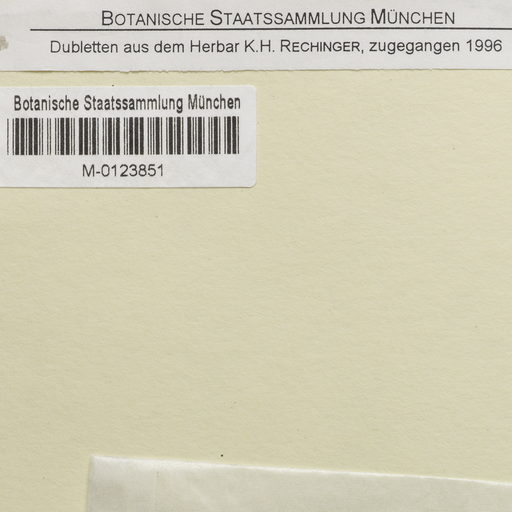 BOTANISCHE STAATSSAMMLUNG MÜNCHEN
Dubletten aus dem Herbar K.H. RECHINGER, zugegangen 1996
Botanische Staatssammlung München
M-0123851